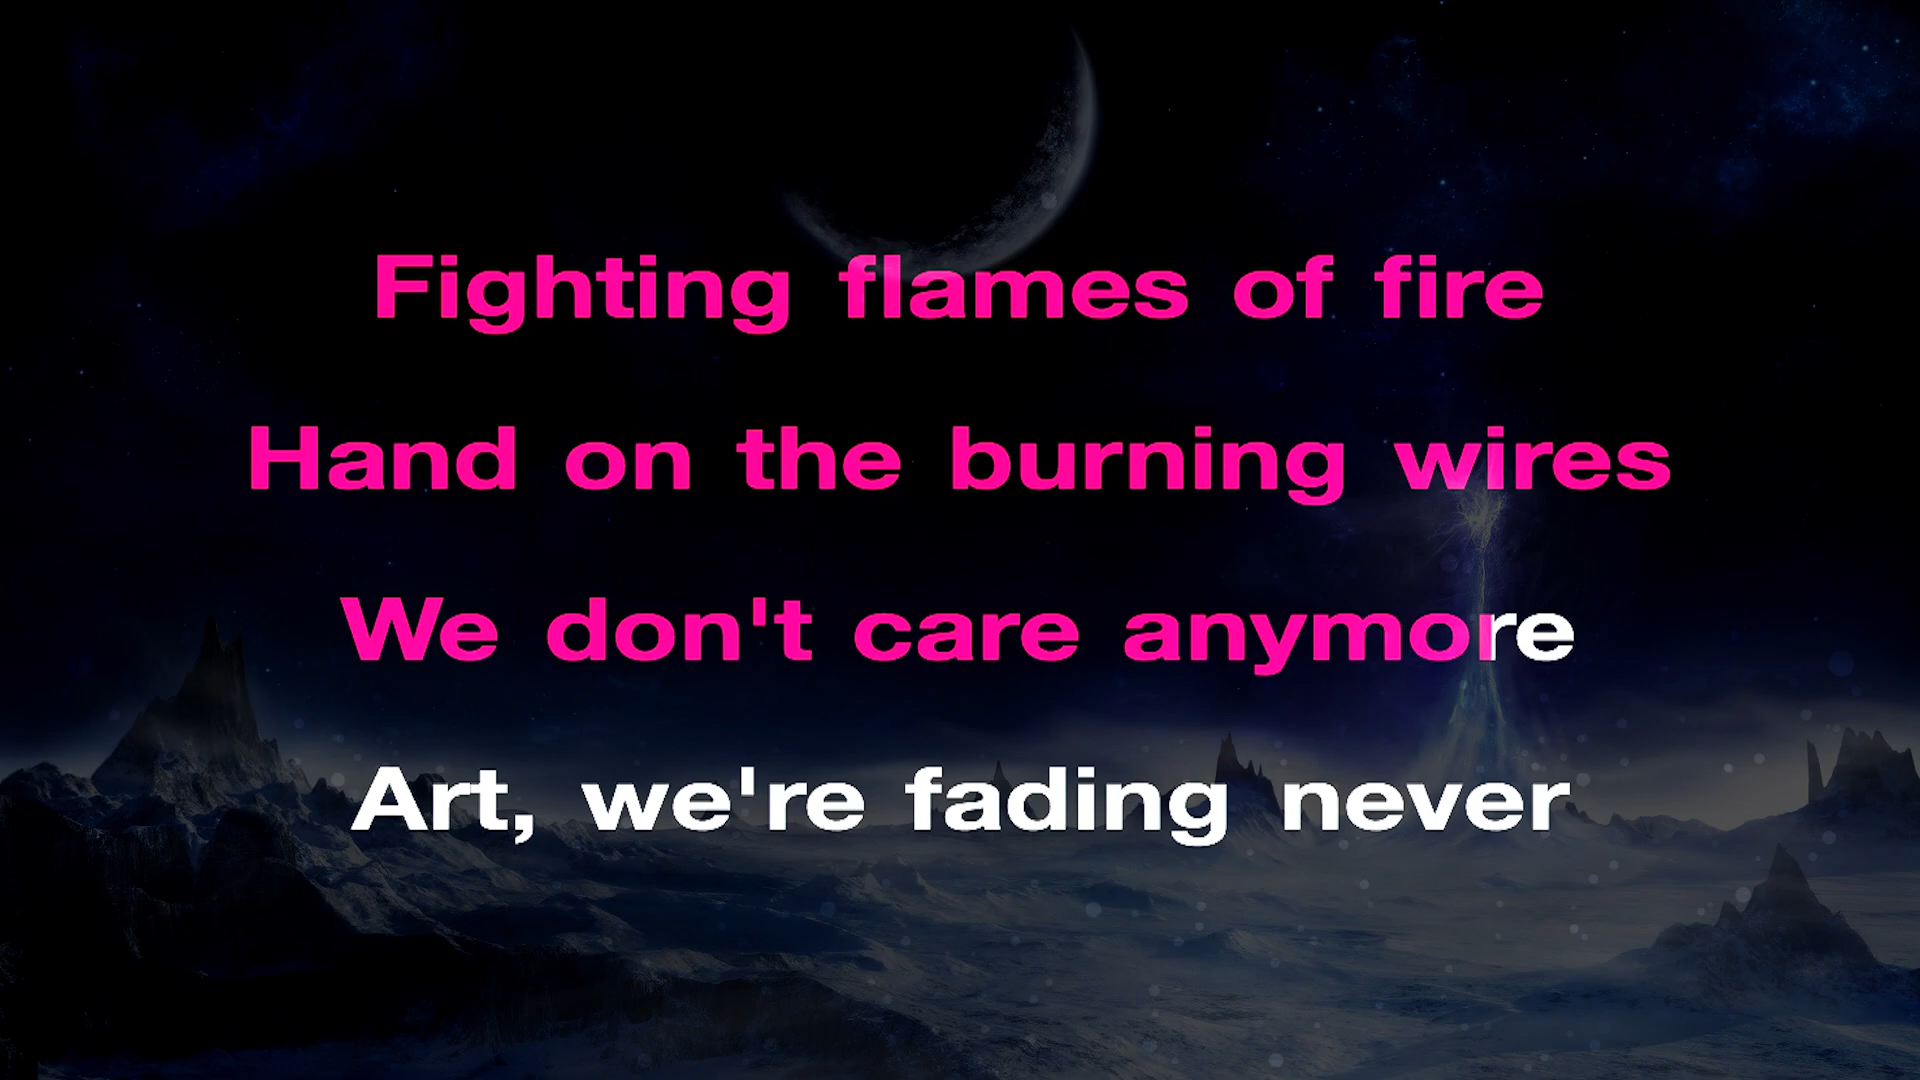 Fighting flames of fire
Hand on the burning wires
We don't care anymore
Art, we're fading never